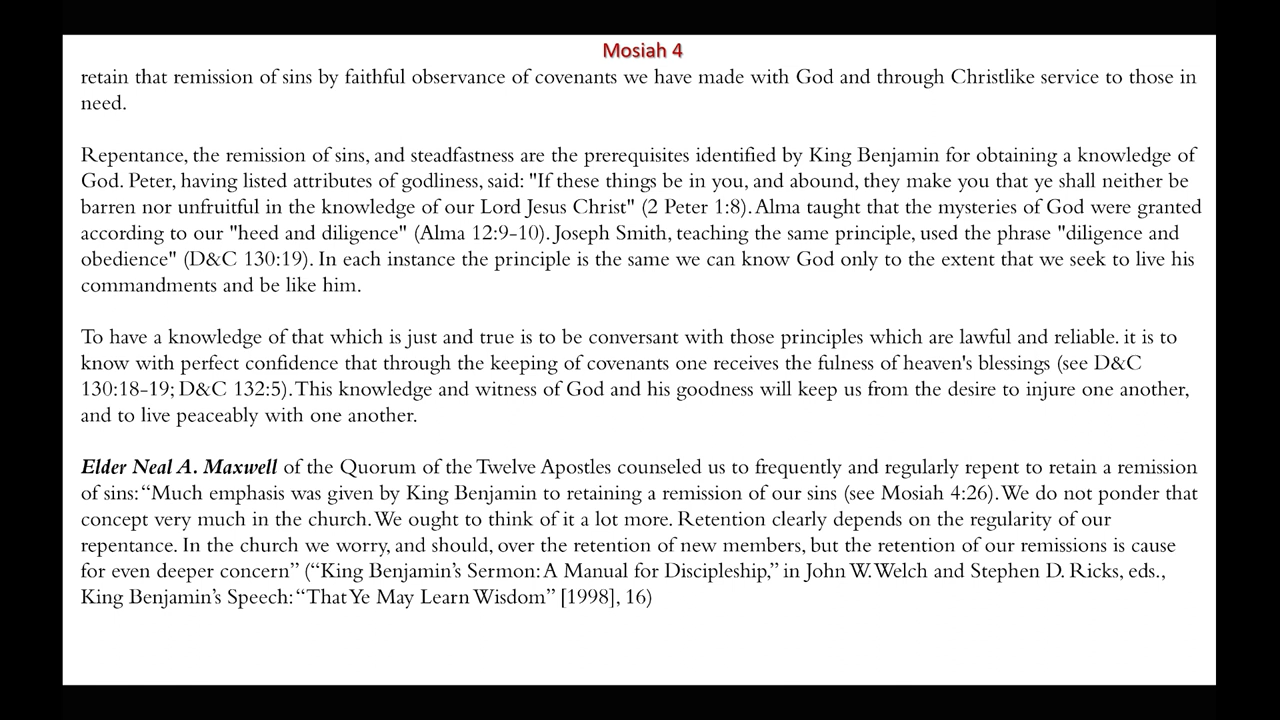 Mosiah 4
retain that remission of sins by faithful observance of covenants we have made with God and through Christlike service to those in
need.
Repentance, the remission of sins, and steadfastness are the prerequisites identified by King Benjamin for obtaining a knowledge of
God. Peter, having listed attributes of godliness, said: "If these things be in you, and abound, they make you that ye shall neither be
barren nor unfruitful in the knowledge of our Lord Jesus Christ" (2 Peter 1:8). Alma taught that the mysteries of God were granted
according to our "heed and diligence" (Alma 12:9-10). Joseph Smith, teaching the same principle, used the phrase "diligence and
obedience" (D&C 130:19). In each instance the principle is the same we can know God only to the extent that we seek to live his
commandments and be like him.
To have a knowledge of that which is just and true is to be conversant with those principles which are lawful and reliable. it is to
know with perfect confidence that through the keeping of covenants one receives the fulness of heaven's blessings (see D&C
130:18-19; D&C 132:5). This knowledge and witness of God and his goodness will keep us from the desire to injure one another,
and to live peaceably with one another.
Elder Neal A. Maxwell of the Quorum of the Twelve Apostles counseled us to frequently and regularly repent to retain a remission
of sins: “Much emphasis was given by King Benjamin to retaining a remission of our sins (see Mosiah 4:26). We do not ponder that
concept very much in the church. We ought to think of it a lot more. Retention clearly depends on the regularity of our
repentance. In the church we worry, and should, over the retention of new members, but the retention of our remissions is cause
for even deeper concern” (“King Benjamin’s Sermon: A Manual for Discipleship,” in John W. Welch and Stephen D. Ricks, eds.,
King Benjamin’s Speech: “That Ye May Learn Wisdom” [1998], 16)